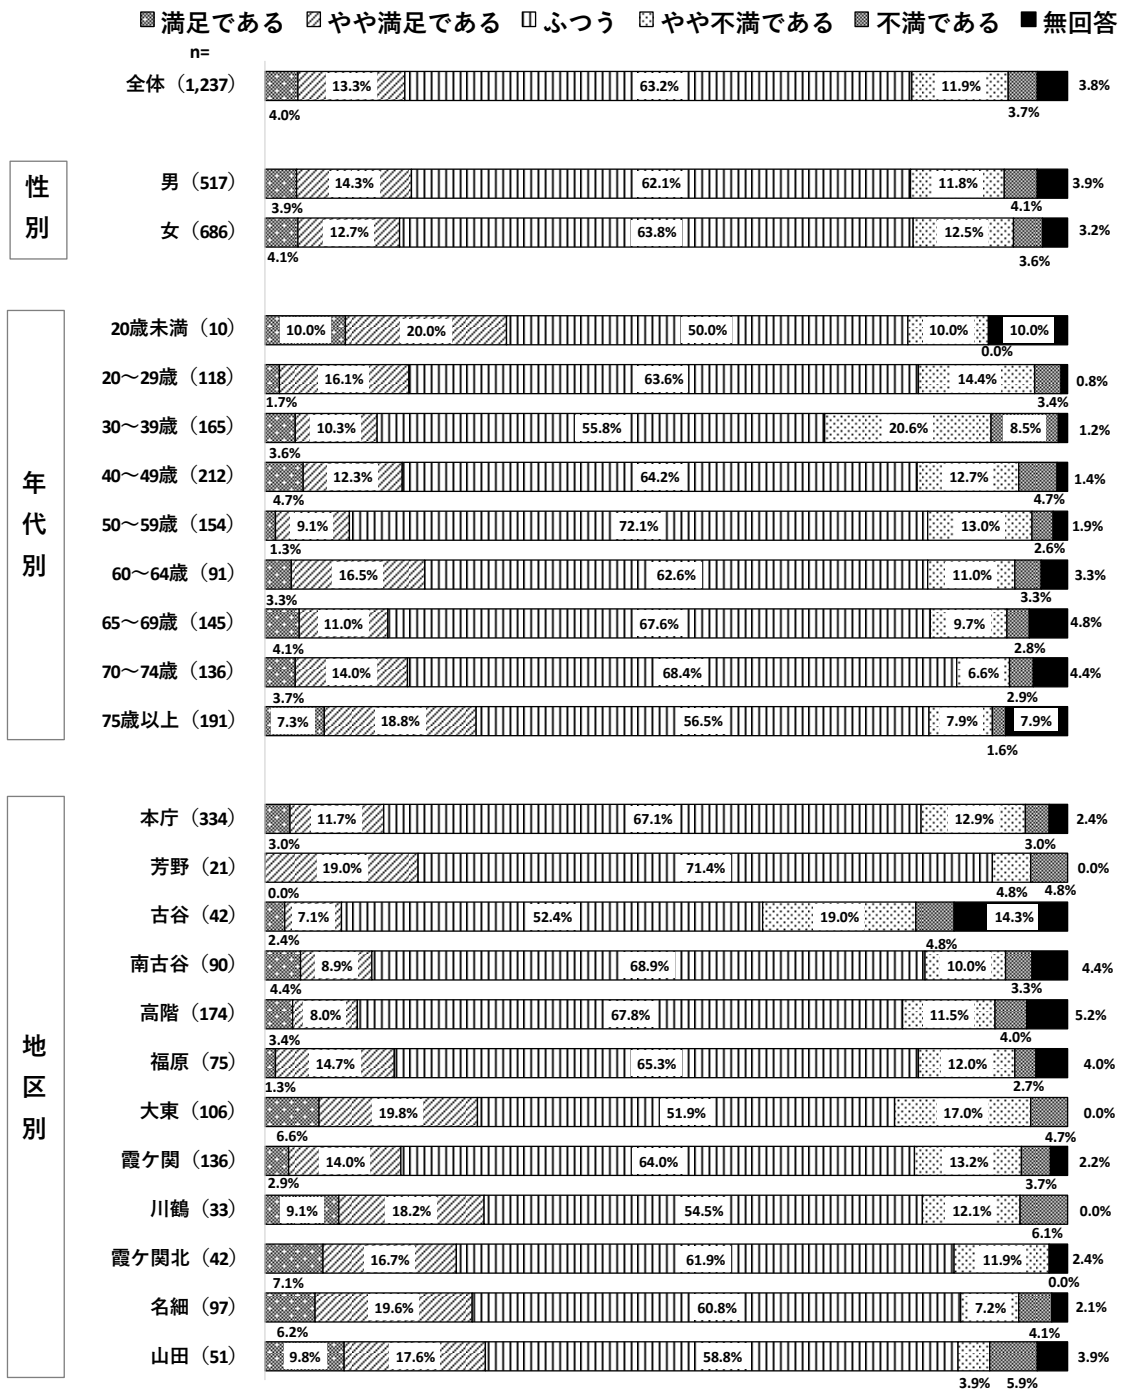 満足である やや満足である ふつう やや不満である 不満である 無回答
n=
全体（1,237） 13.3% 63.2% 11.9% 3.8%
4.0% 3.7%
性別
男（517） 14.3% 62.1% 11.8% 3.9%
3.9% 4.1%
女（686） 12.7% 63.8% 12.5% 3.2%
4.1% 3.6%
年代別
20歳未満（10） 10.0% 20.0% 50.0% 10.0% 10.0%
0.0%
20～29歳（118） 16.1% 63.6% 14.4% 0.8%
1.7% 3.4%
30～39歳（165） 10.3% 55.8% 20.6% 8.5% 1.2%
3.6%
40～49歳（212） 12.3% 64.2% 12.7% 1.4%
4.7% 4.7%
50～59歳（154） 9.1% 72.1% 13.0% 1.9%
1.3% 2.6%
60～64歳（91） 16.5% 62.6% 11.0% 3.3%
3.3% 3.3%
65～69歳（145） 11.0% 67.6% 9.7% 4.8%
4.1% 2.8%
70～74歳（136） 14.0% 68.4% 6.6% 4.4%
3.7% 2.9%
75歳以上（191） 7.3% 18.8% 56.5% 7.9% 7.9%
1.6%
地区別
本庁（334） 11.7% 67.1% 12.9% 2.4%
3.0% 3.0%
芳野（21） 19.0% 71.4% 0.0%
0.0% 4.8% 4.8%
古谷（42） 7.1% 52.4% 19.0% 14.3%
2.4% 4.8%
南古谷（90） 8.9% 68.9% 10.0% 4.4%
4.4% 3.3%
高階（174） 8.0% 67.8% 11.5% 5.2%
3.4% 4.0%
福原（75） 14.7% 65.3% 12.0% 4.0%
1.3% 2.7%
大東（106） 19.8% 51.9% 17.0% 0.0%
6.6% 4.7%
霞ケ関（136） 14.0% 64.0% 13.2% 2.2%
2.9% 3.7%
川鶴（33） 9.1% 18.2% 54.5% 12.1% 0.0%
6.1%
霞ケ関北（42） 16.7% 61.9% 11.9% 2.4%
7.1% 0.0%
名細（97） 19.6% 60.8% 7.2% 2.1%
6.2% 4.1%
山田（51） 9.8% 17.6% 58.8% 3.9%
3.9% 5.9%